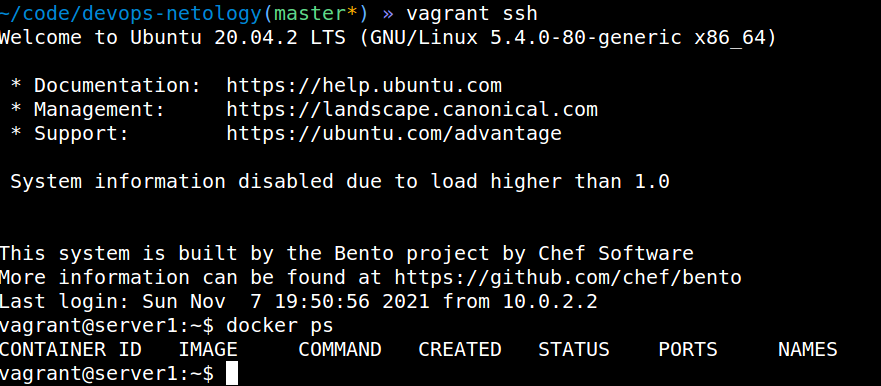 ~/code/devops-netology(master*) » vagrant ssh
Welcome to Ubuntu 20.04.2 LTS (GNU/Linux 5.4.0-80-generic x86_64)
* Documentation:  https://help.ubuntu.com
* Management:     https://landscape.canonical.com
* Support:        https://ubuntu.com/advantage
System information disabled due to load higher than 1.0
This system is built by the Bento project by Chef Software
More information can be found at https://github.com/chef/bento
Last login: Sun Nov  7 19:50:56 2021 from 10.0.2.2
vagrant@server1:~$ docker ps
CONTAINER ID   IMAGE     COMMAND   CREATED   STATUS    PORTS     NAMES
vagrant@server1:~$